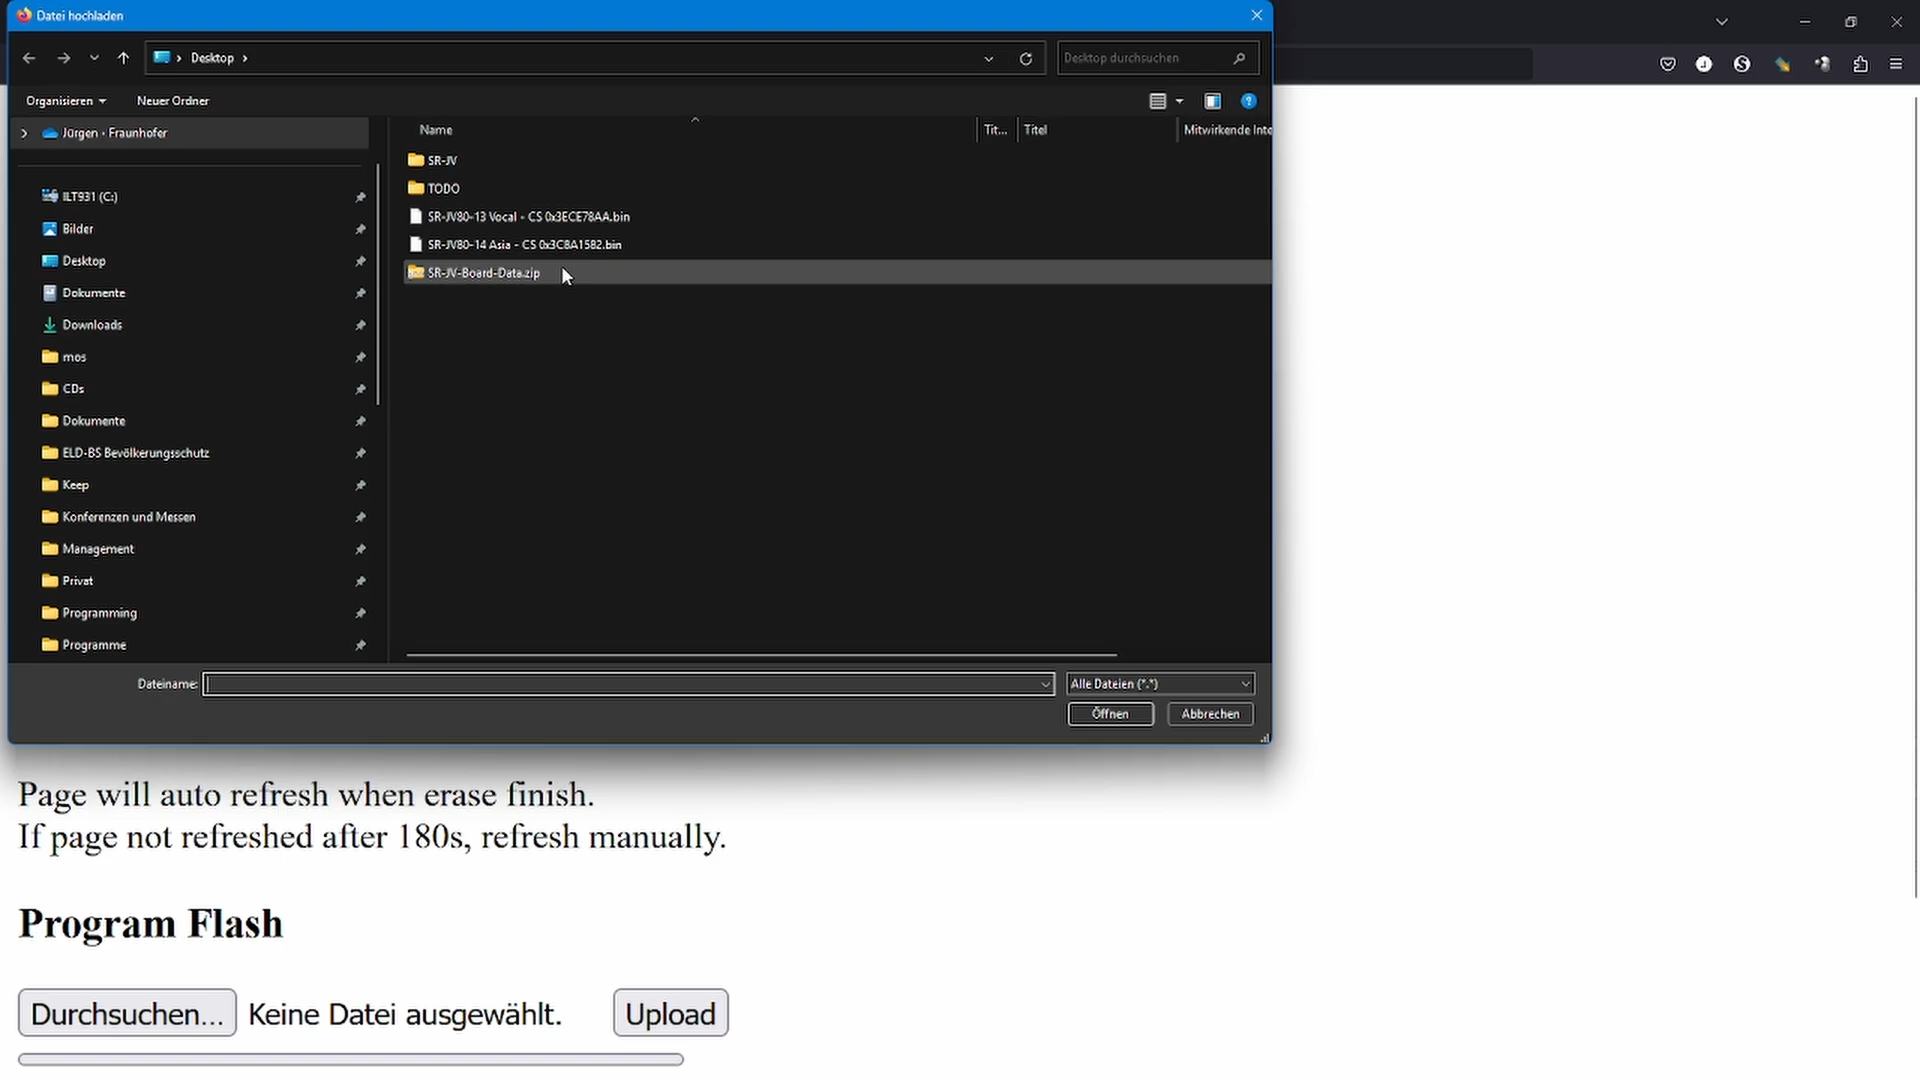 Datei hochladen
Desktop
Desktop durchsuchen
Organisieren
Neuer Ordner
Jürgen - Fraunhofer
ILT931 (C:)
Bilder
Desktop
Dokumente
Downloads
mos
CDs
Dokumente
ELD-BS Bevölkerungsschutz
Keep
Konferenzen und Messen
Management
Privat
Programming
Programme
Name
Tit...
Titel
Mitwirkende Inte
SR-JV
TODO
SR-JV80-13 Vocal - CS 0x3ECE78AA.bin
SR-JV80-14 Asia - CS 0x3C8A1582.bin
SR-JV-Board-Data.zip
Dateiname:
Alle Dateien (*.*)
Öffnen
Abbrechen
Page will auto refresh when erase finish.
If page not refreshed after 180s, refresh manually.
Program Flash
Durchsuchen...
Keine Datei ausgewählt.
Upload